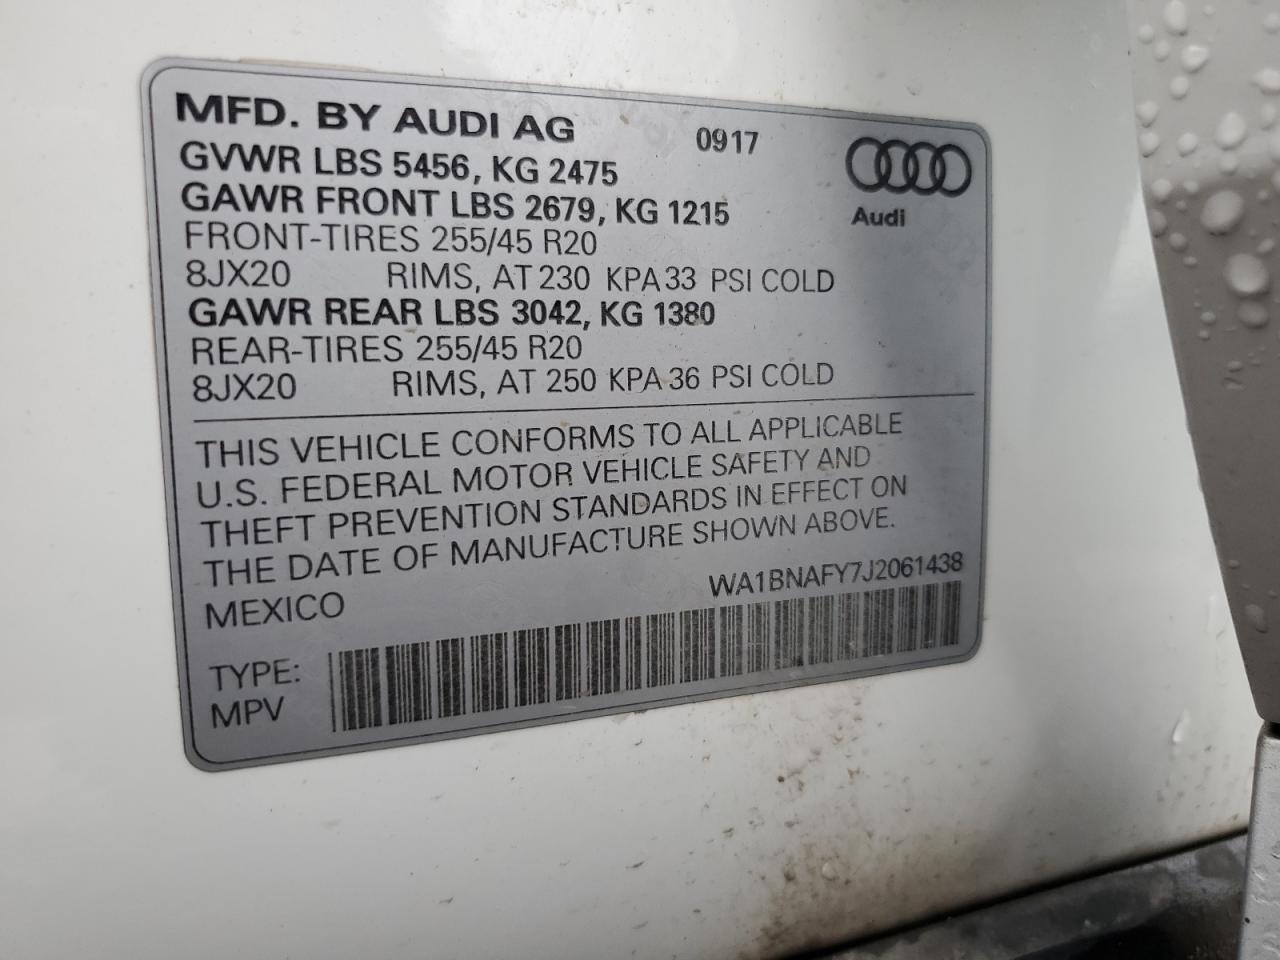 MFD. BY AUDI AG 0917
GVWR LBS 5456, KG 2475
GAWR FRONT LBS 2679, KG 1215
Audi
FRONT-TIRES 255/45 R20
8JX20 RIMS, AT 230 KPA 33 PSI COLD
GAWR REAR LBS 3042, KG 1380
REAR-TIRES 255/45 R20
8JX20 RIMS, AT 250 KPA 36 PSI COLD
THIS VEHICLE CONFORMS TO ALL APPLICABLE
U.S. FEDERAL MOTOR VEHICLE SAFETY AND
THEFT PREVENTION STANDARDS IN EFFECT ON
THE DATE OF MANUFACTURE SHOWN ABOVE.
MEXICO WA1BNAFY7J2061438
TYPE:
MPV